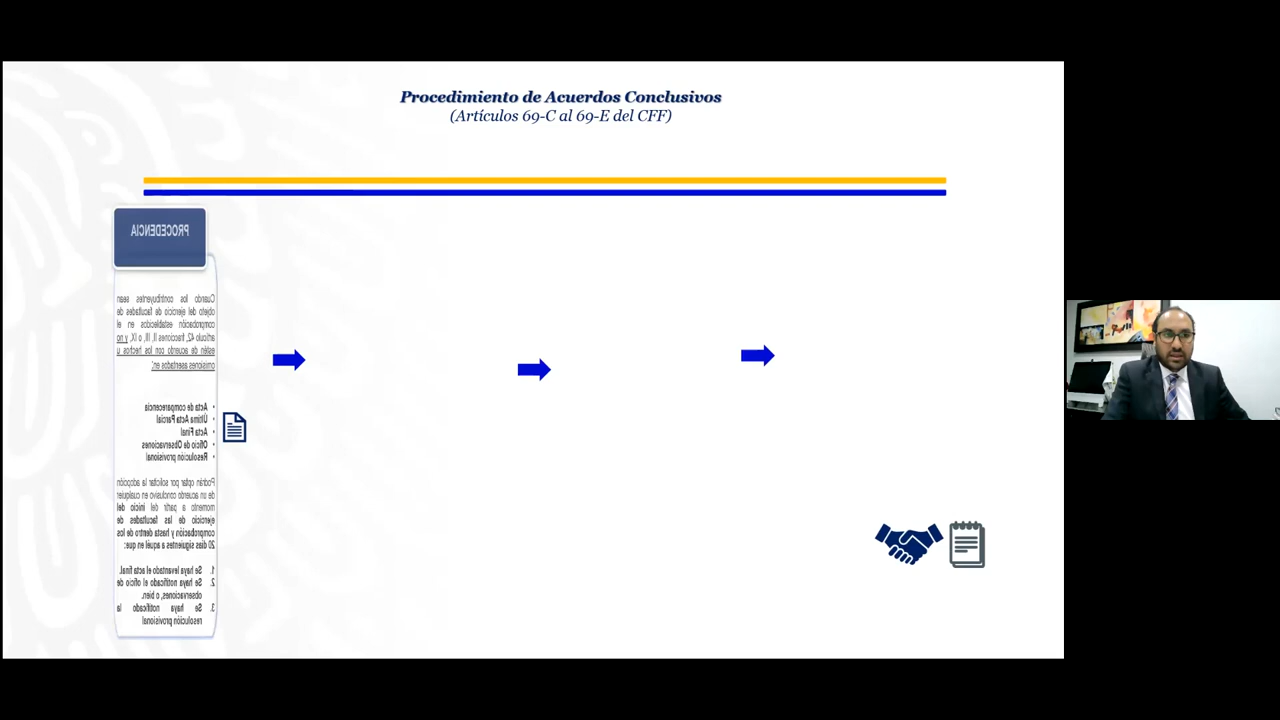 Procedimiento de Acuerdos Conclusivos
(Artículos 69-C al 69-E del CFF)
PROCEDENCIA
Cuando los contribuyentes sean
objeto del ejercicio de facultades de
comprobación establecidos en el
artículo 42, fracciones II, III, o IX, y no
estén de acuerdo con los hechos u
omisiones asentados en:
• Acta de comparecencia
• Última Acta Parcial
• Acta Final
• Oficio de Observaciones
• Resolución provisional
Podrán optar por solicitar la adopción
de un acuerdo conclusivo en cualquier
momento a partir del inicio del
ejercicio de las facultades de
comprobación y hasta dentro de los
20 días siguientes a aquél en que:
1. Se haya levantado el acta final.
2. Se haya notificado el oficio de
observaciones, o bien.
3. Se haya notificado la
resolución provisional